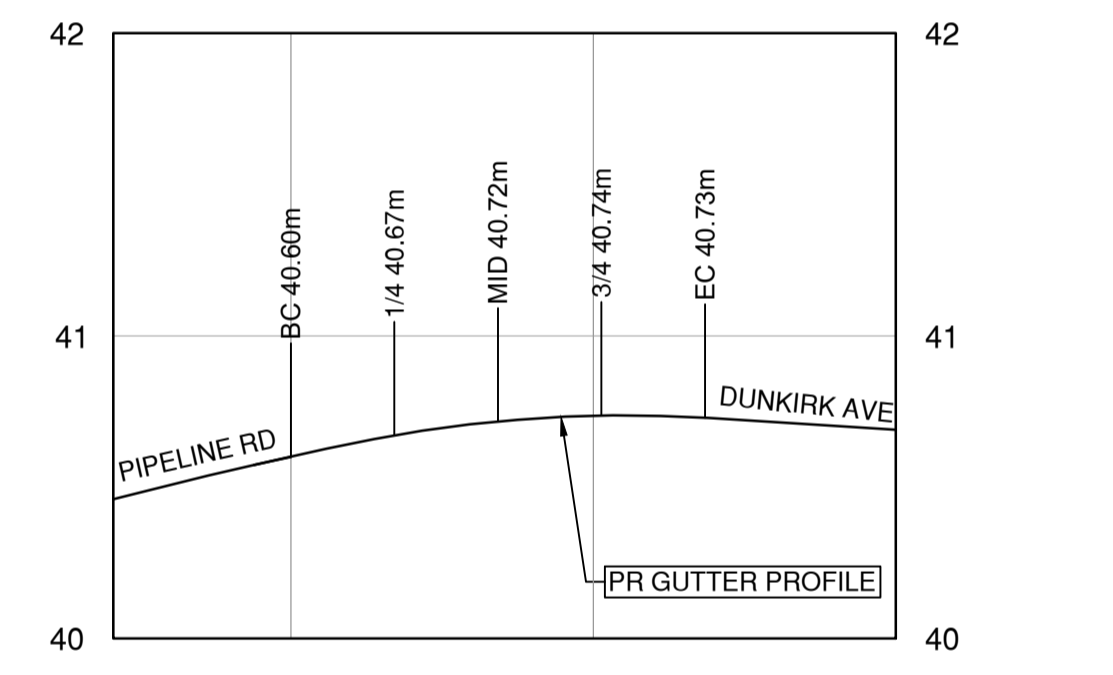 42
42
BC 40.60m
1/4 40.67m
MID 40.72m
3/4 40.74m
EC 40.73m
41
41
PIPELINE RD
DUNKIRK AVE
PR GUTTER PROFILE
40
40